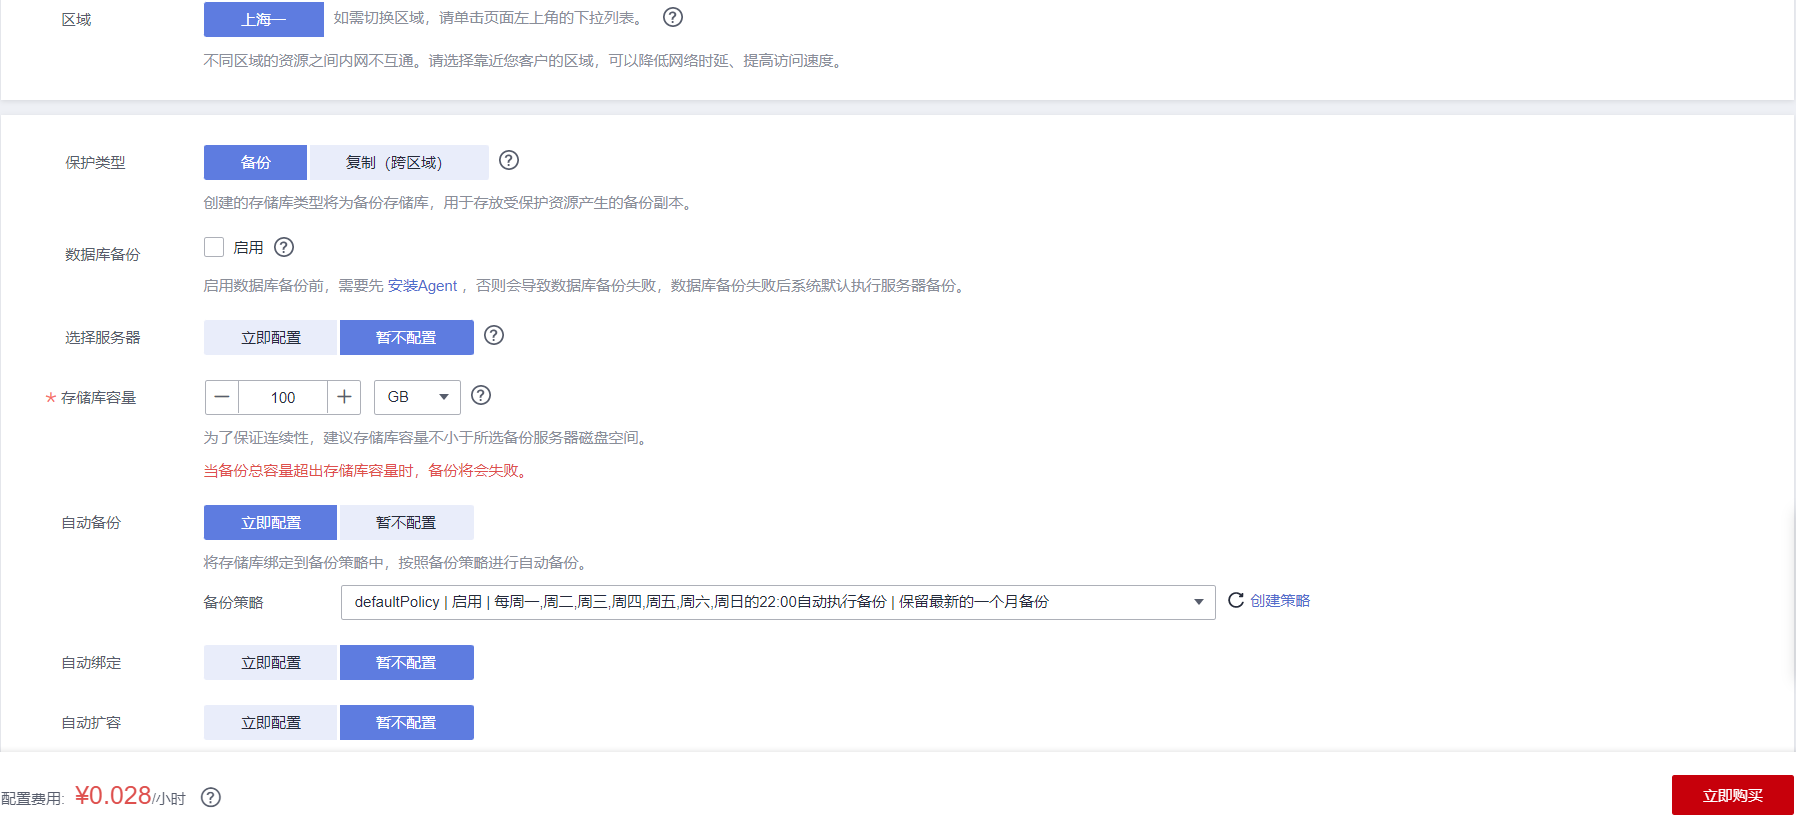 区域 上海一 如需切换区域，请单击页面左上角的下拉列表。 ?
不同区域的资源之间内网不互通。请选择靠近您客户的区域，可以降低网络时延、提高访问速度。
保护类型 备份 复制（跨区域） ?
创建的存储库类型将为备份存储库，用于存放受保护资源产生的备份副本。
数据库备份 启用 ?
启用数据库备份前，需要先 安装Agent ，否则会导致数据库备份失败，数据库备份失败后系统默认执行服务器备份。
选择服务器 立即配置 暂不配置 ?
* 存储库容量 — 100 + GB ?
为了保证连续性，建议存储库容量不小于所选备份服务器磁盘空间。
当备份总容量超出存储库容量时，备份将会失败。
自动备份 立即配置 暂不配置
将存储库绑定到备份策略中，按照备份策略进行自动备份。
备份策略 defaultPolicy | 启用 | 每周一,周二,周三,周四,周五,周六,周日的22:00自动执行备份 | 保留最新的一个月备份 创建策略
自动绑定 立即配置 暂不配置
自动扩容 立即配置 暂不配置
配置费用: ¥0.028/小时 ? 立即购买